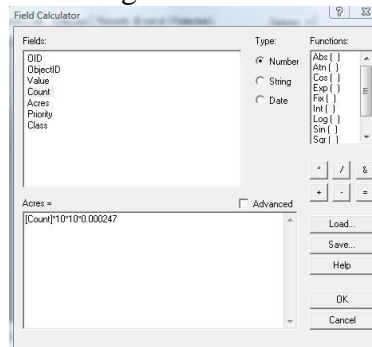 Field Calculator
Fields:
OID
ObjectID
Value
Count
Acres
Priority
Class
Type:
Number
String
Date
Functions:
Abs ( )
Atn ( )
Cos ( )
Exp ( )
Fix ( )
Int ( )
Log ( )
Sin ( )
Sqr ( )
* / &
+ - =
Acres =
Advanced
[Count]*10*10*0.000247
Load...
Save...
Help
OK
Cancel